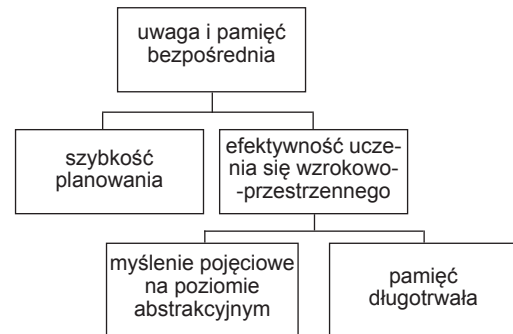 uwaga i pamięć
bezpośrednia
szybkość
planowania
efektywność ucze-
nia się wzrokowo-
-przestrzennego
myślenie pojęciowe
na poziomie
abstrakcyjnym
pamięć
długotrwała